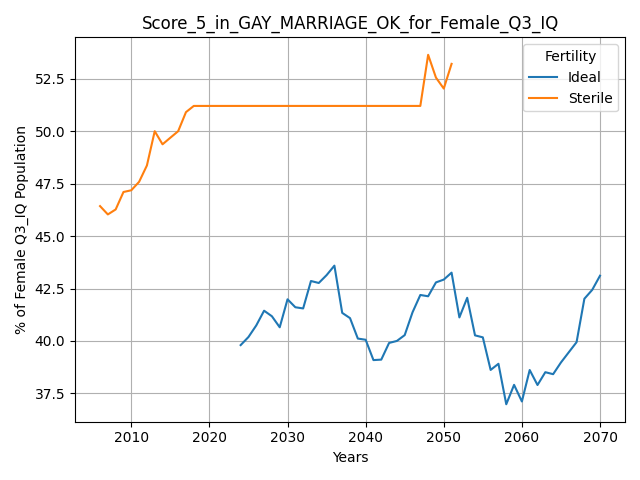 Score_5_in_GAY_MARRIAGE_OK_for_Female_Q3_IQ
% of Female Q3_IQ Population
52.5
50.0
47.5
45.0
42.5
40.0
37.5
Fertility
Ideal
Sterile
2010 2020 2030 2040 2050 2060 2070
Years